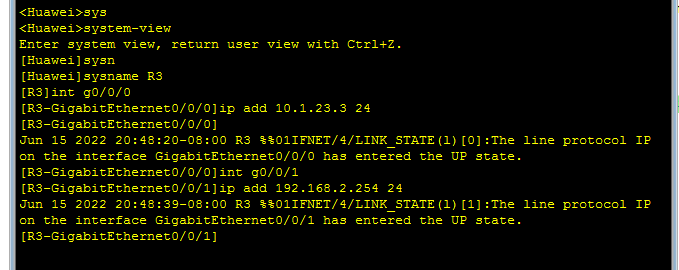 <Huawei>sys
<Huawei>system-view
Enter system view, return user view with Ctrl+Z.
[Huawei]sysn
[Huawei]sysname R3
[R3]int g0/0/0
[R3-GigabitEthernet0/0/0]ip add 10.1.23.3 24
[R3-GigabitEthernet0/0/0]
Jun 15 2022 20:48:20-08:00 R3 %%01IFNET/4/LINK_STATE(l)[0]:The line protocol IP
on the interface GigabitEthernet0/0/0 has entered the UP state.
[R3-GigabitEthernet0/0/0]int g0/0/1
[R3-GigabitEthernet0/0/1]ip add 192.168.2.254 24
Jun 15 2022 20:48:39-08:00 R3 %%01IFNET/4/LINK_STATE(l)[1]:The line protocol IP
on the interface GigabitEthernet0/0/1 has entered the UP state.
[R3-GigabitEthernet0/0/1]